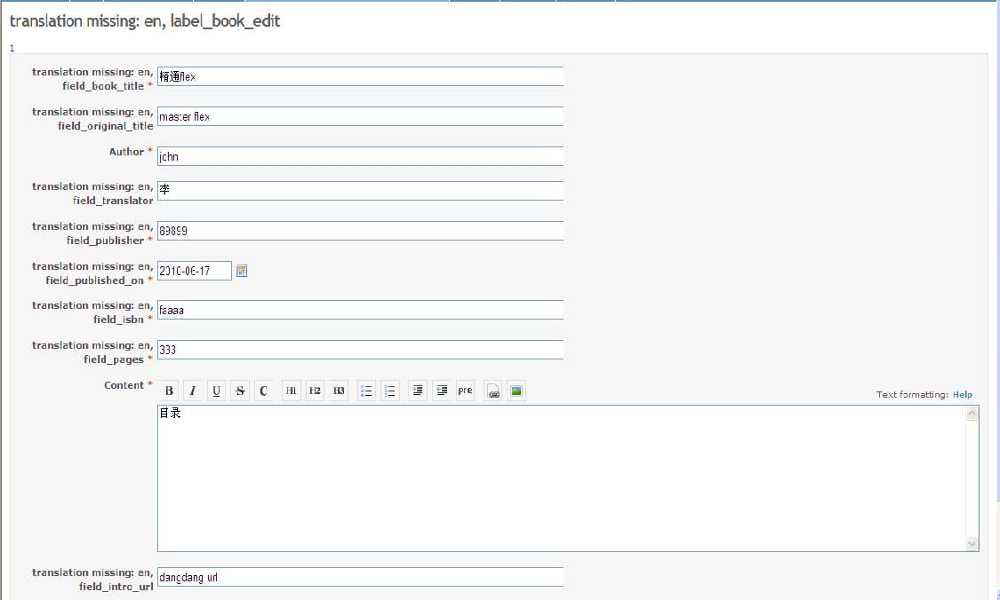 translation missing: en, label_book_edit
1
translation missing: en,
field_book_title *
精通flex
translation missing: en,
field_original_title
master flex
Author *
john
translation missing: en,
field_translator
李
translation missing: en,
field_publisher *
89899
translation missing: en,
field_published_on *
2010-06-17
translation missing: en,
field_isbn *
faaaa
translation missing: en,
field_pages *
333
Content *
B I U S C H1 H2 H3 pre
Text formatting: Help
目录
translation missing: en,
field_intro_url
dangdang url